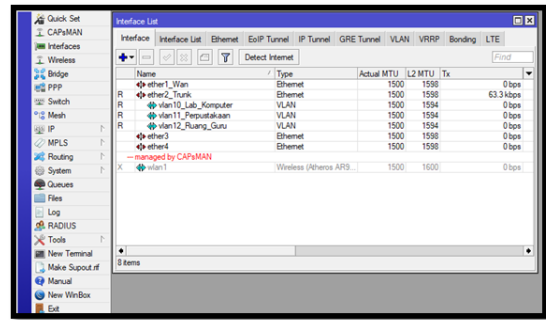 Quick Set
CAPsMAN
Interfaces
Wireless
Bridge
PPP
Switch
Mesh
IP
MPLS
Routing
System
Queues
Files
Log
RADIUS
Tools
New Terminal
Make Supout.rif
Manual
New WinBox
Exit
Interface List
Interface Interface List Ethernet EoIP Tunnel IP Tunnel GRE Tunnel VLAN VRRP Bonding LTE
Detect Internet Find
Name / Type Actual MTU L2 MTU Tx
ether1_Wan Ethernet 1500 1598 0 bps
R ether2_Trunk Ethernet 1500 1598 63.3 kbps
R vlan10_Lab_Komputer VLAN 1500 1594 0 bps
R vlan11_Perpustakaan VLAN 1500 1594 0 bps
R vlan12_Ruang_Guru VLAN 1500 1594 0 bps
ether3 Ethernet 1500 1598 0 bps
ether4 Ethernet 1500 1598 0 bps
--- managed by CAPsMAN
X wlan1 Wireless (Atheros AR9... 1500 1600 0 bps
8 items